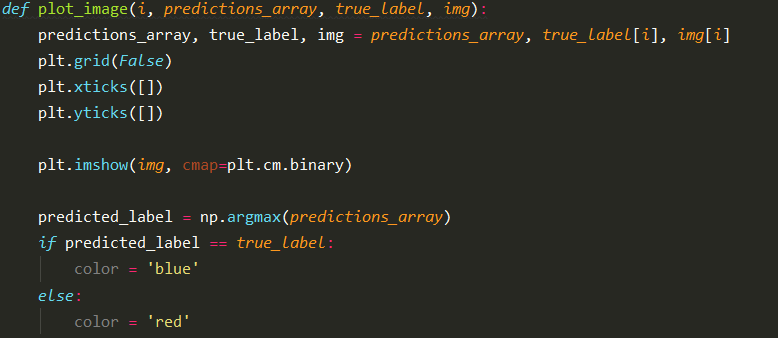 def plot_image(i, predictions_array, true_label, img):
    predictions_array, true_label, img = predictions_array, true_label[i], img[i]
    plt.grid(False)
    plt.xticks([])
    plt.yticks([])

    plt.imshow(img, cmap=plt.cm.binary)

    predicted_label = np.argmax(predictions_array)
    if predicted_label == true_label:
        color = 'blue'
    else:
        color = 'red'